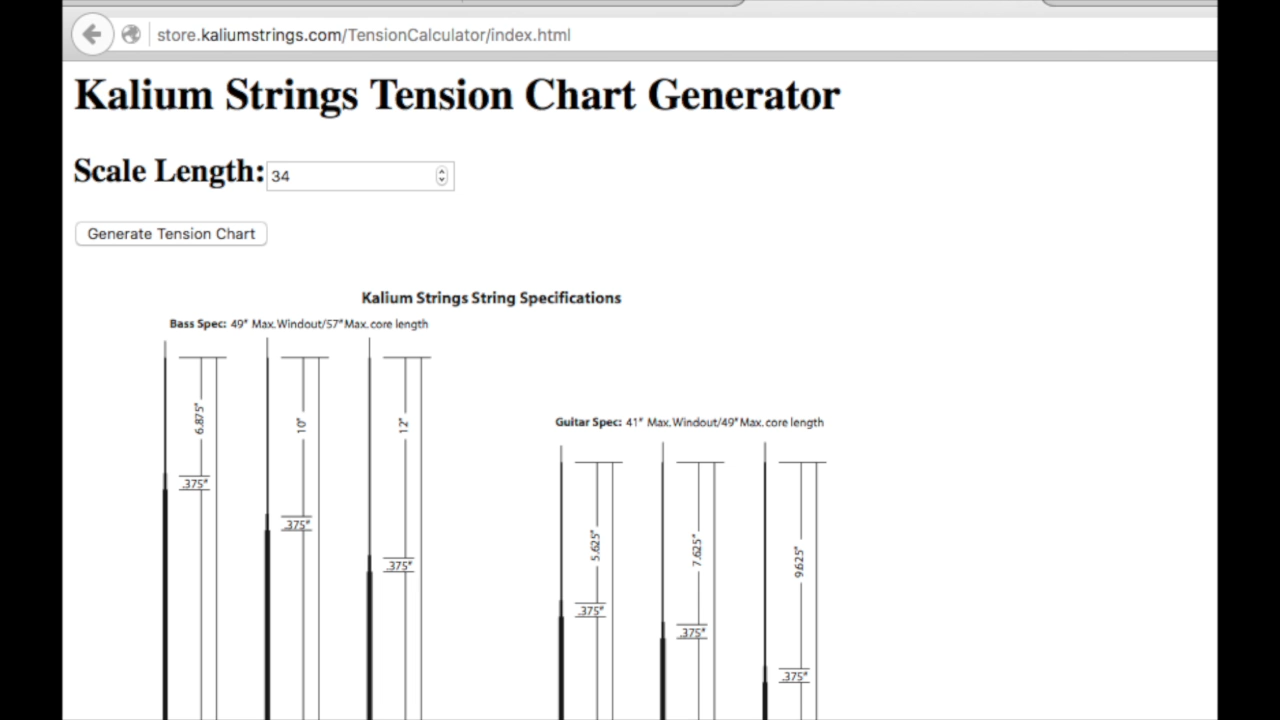 store.kaliumstrings.com/TensionCalculator/index.html
Kalium Strings Tension Chart Generator
Scale Length: 34
Generate Tension Chart
Kalium Strings String Specifications
Bass Spec: 49" Max. Windout/57" Max. core length
6.875"
10"
12"
.375"
.375"
.375"
Guitar Spec: 41" Max. Windout/49" Max. core length
5.625"
7.625"
9.625"
.375"
.375"
.375"